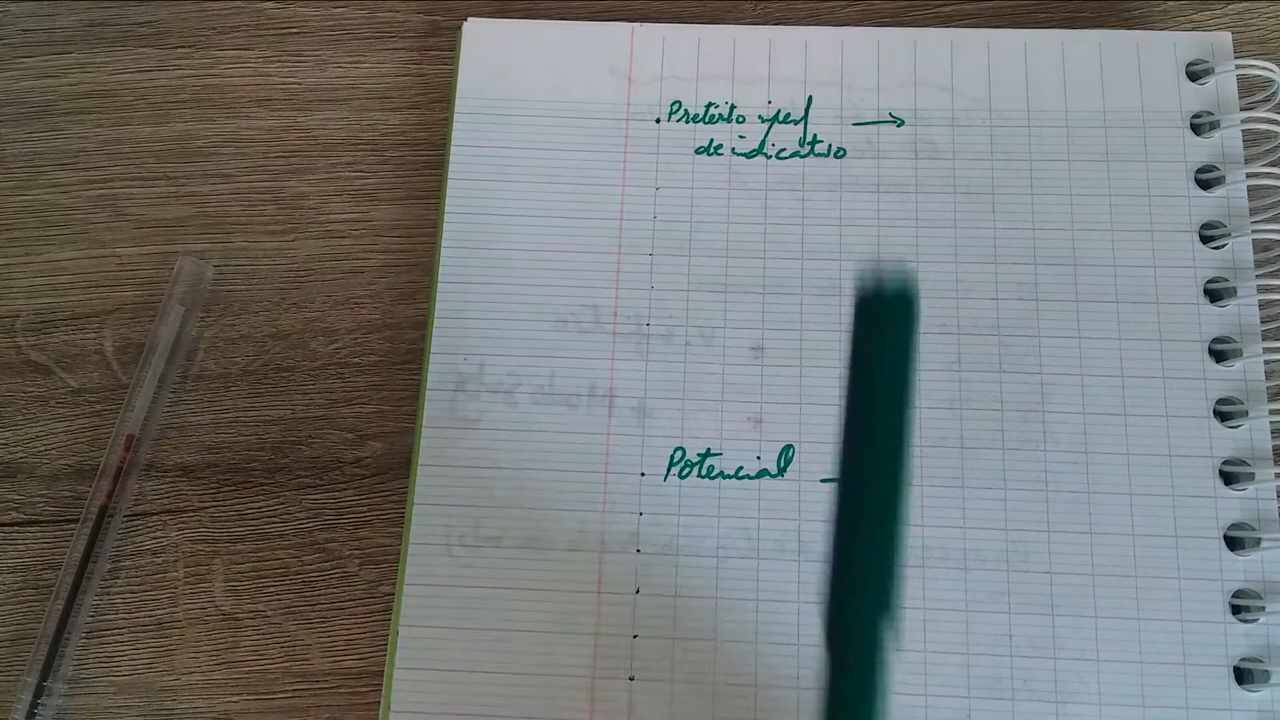 . Pretérito imperf →
de indicativo
. Potencial